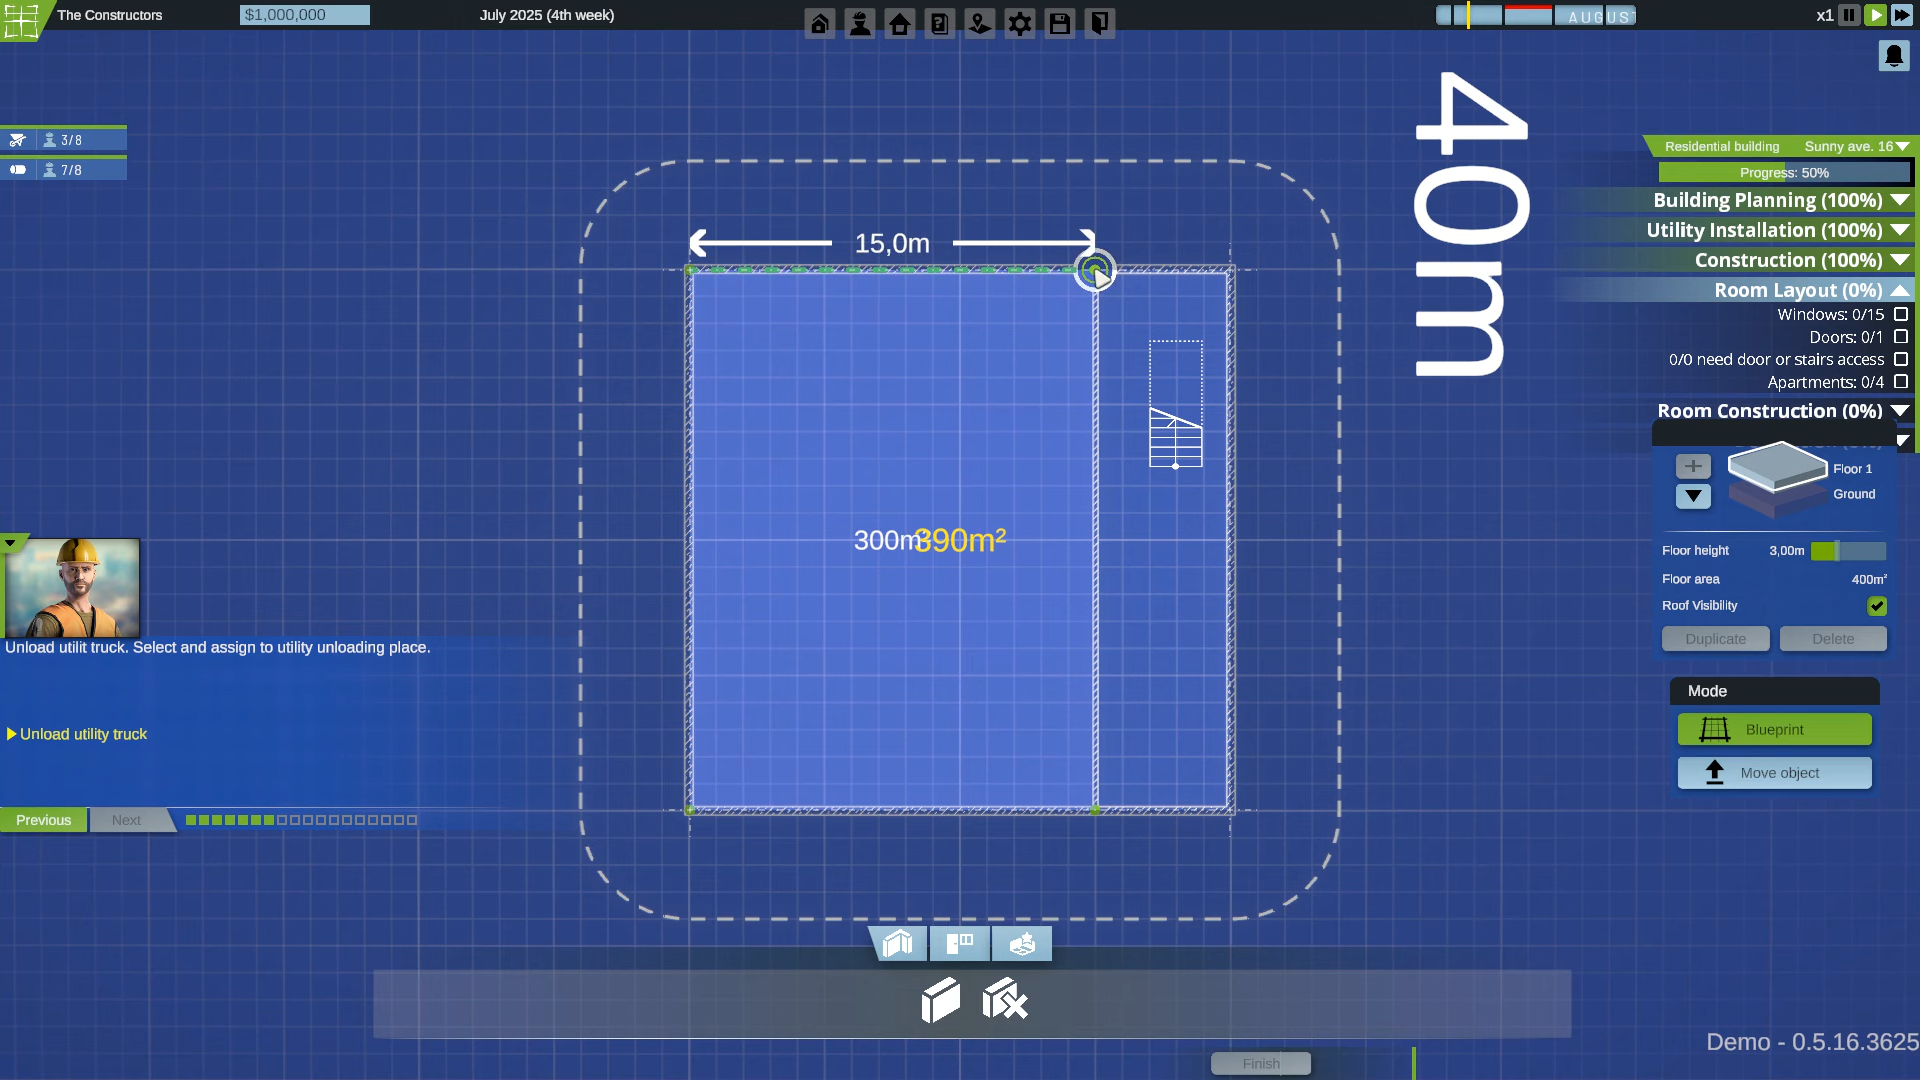 The Constructors
$1,000,000
July 2025 (4th week)
AUGUST
x1
3/8
7/8
40m
15,0m
300m²
390m²
Residential building
Sunny ave. 16
Progress: 50%
Building Planning (100%)
Utility Installation (100%)
Construction (100%)
Room Layout (0%)
Windows: 0/15
Doors: 0/1
0/0 need door or stairs access
Apartments: 0/4
Room Construction (0%)
Floor 1
Ground
Floor height 3,00m
Floor area 400m²
Roof Visibility
Duplicate
Delete
Mode
Blueprint
Move object
Unload utilit truck. Select and assign to utility unloading place.
Unload utility truck
Previous
Next
Finish
Demo - 0.5.16.3625